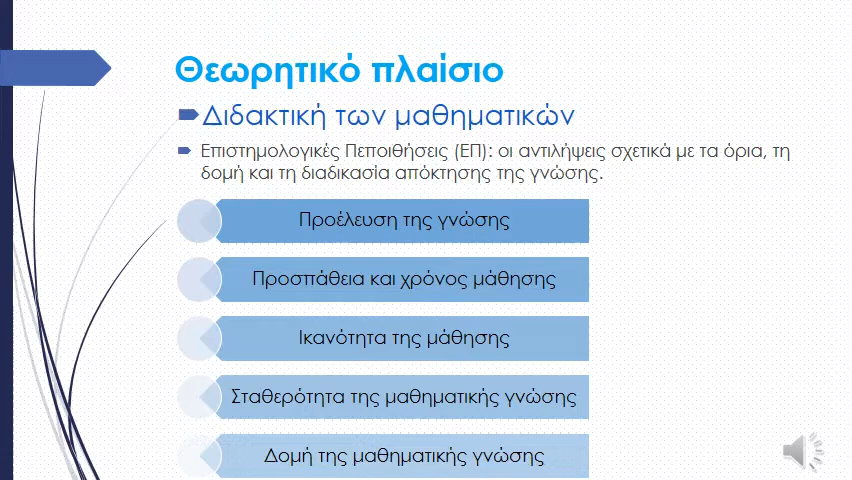 Θεωρητικό πλαίσιο
Διδακτική των μαθηματικών
Επιστημολογικές Πεποιθήσεις (ΕΠ): οι αντιλήψεις σχετικά με τα όρια, τη
δομή και τη διαδικασία απόκτησης της γνώσης.
Προέλευση της γνώσης
Προσπάθεια και χρόνος μάθησης
Ικανότητα της μάθησης
Σταθερότητα της μαθηματικής γνώσης
Δομή της μαθηματικής γνώσης